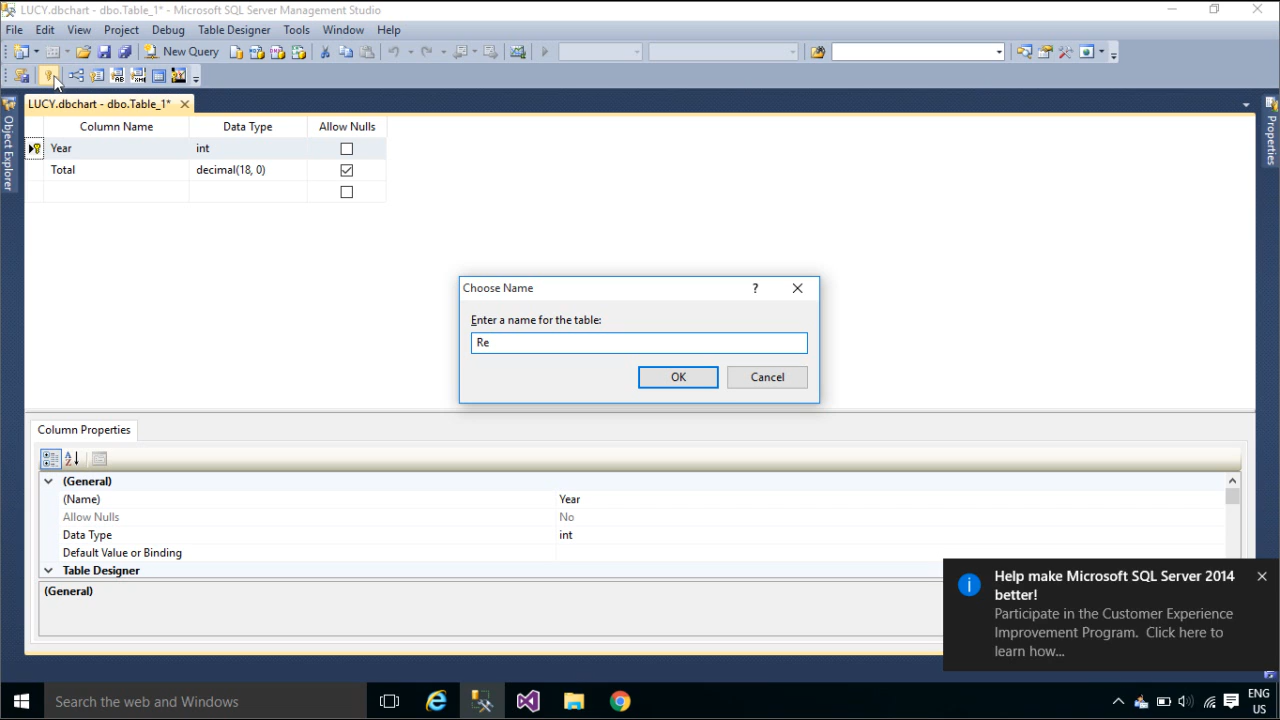 LUCY.dbchart - dbo.Table_1* - Microsoft SQL Server Management Studio
File Edit View Project Debug Table Designer Tools Window Help
New Query
LUCY.dbchart - dbo.Table_1*
Object Explorer
Properties
Column Name Data Type Allow Nulls
Year int
Total decimal(18, 0)
Choose Name
Enter a name for the table:
Re
OK Cancel
Column Properties
(General)
(Name) Year
Allow Nulls No
Data Type int
Default Value or Binding
Table Designer
(General)
Help make Microsoft SQL Server 2014
better!
Participate in the Customer Experience
Improvement Program. Click here to
learn how...
Search the web and Windows
ENG
US